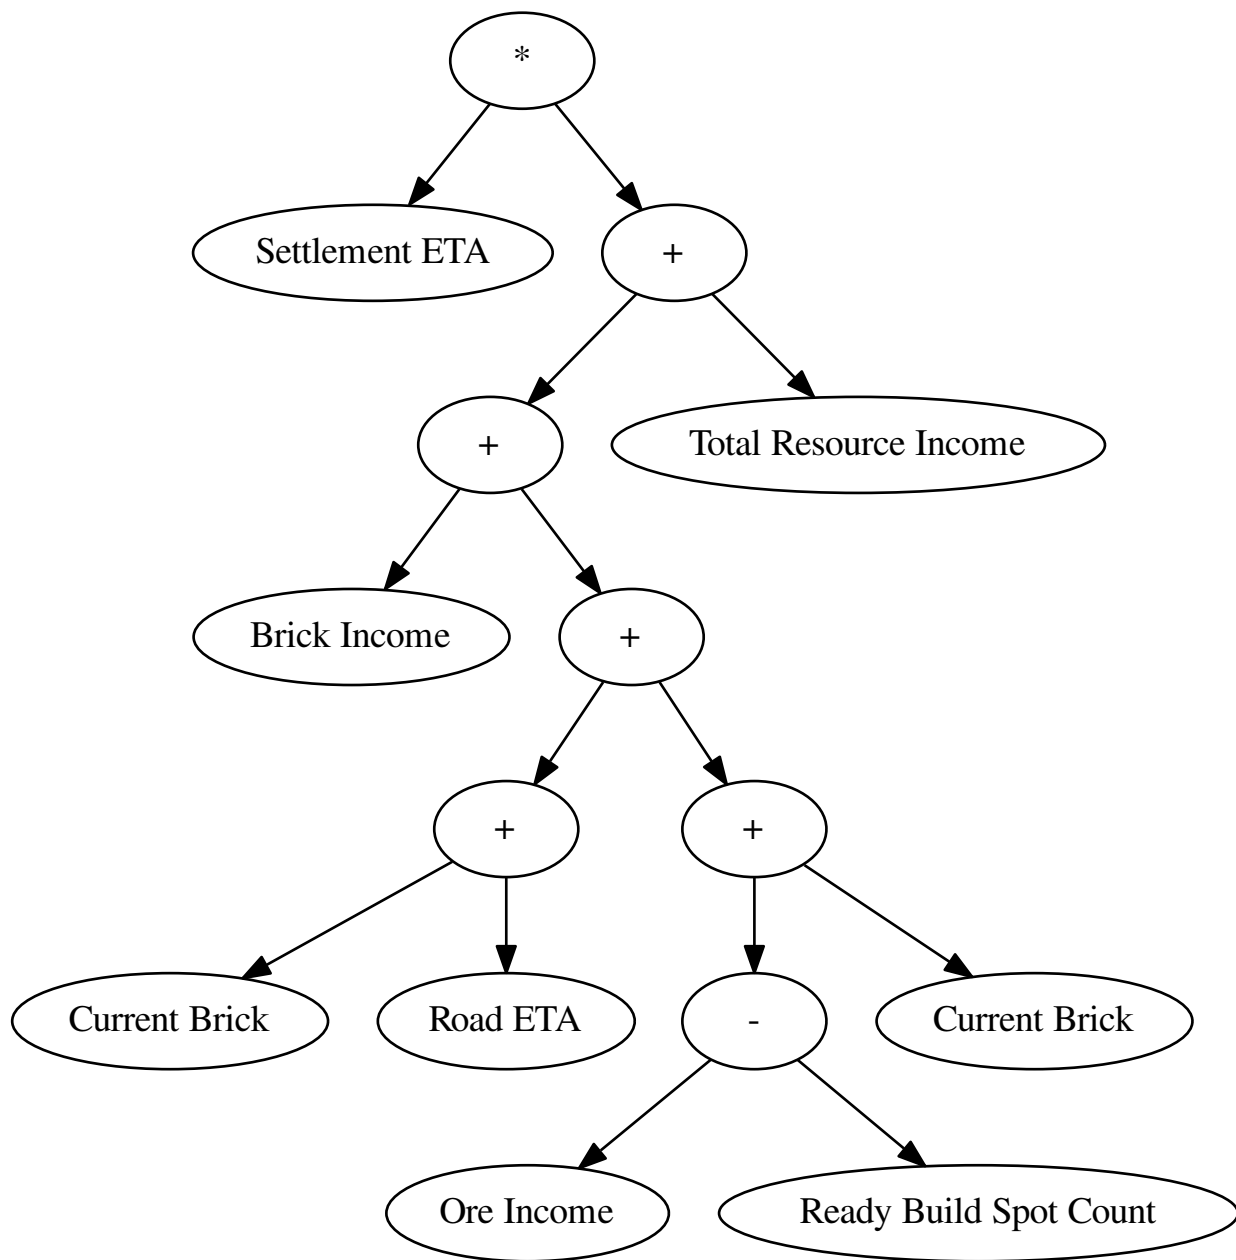 *
Settlement ETA
+
+
Total Resource Income
Brick Income
+
+
+
Current Brick
Road ETA
-
Current Brick
Ore Income
Ready Build Spot Count